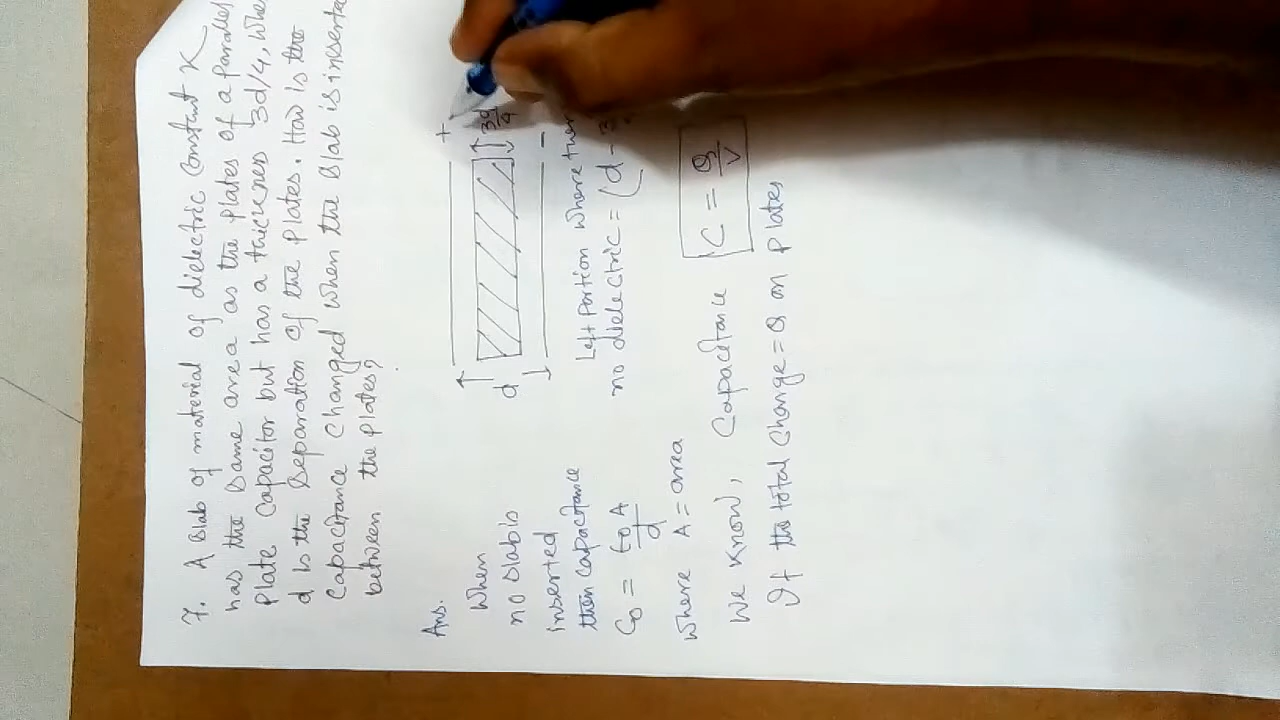 7. A Slab of material of dielectric Constant K
has the Same area as the plates of a Parallel
Plate Capacitor but has a thickness 3d/4, Whe
d is the Separation of the Plates. How is the
Capacitance Changed When the Slab is inserted
between the Plates?
Ans.
When
no Slab is
inserted
then Capacitance
C₀ = ε₀A/d
Where A = area
+
d
3d/4
-
Left Portion Where ther
no dielectric = (d - 3
We Know, Capacitance C = Q/V
If the total Charge = Q on Plates